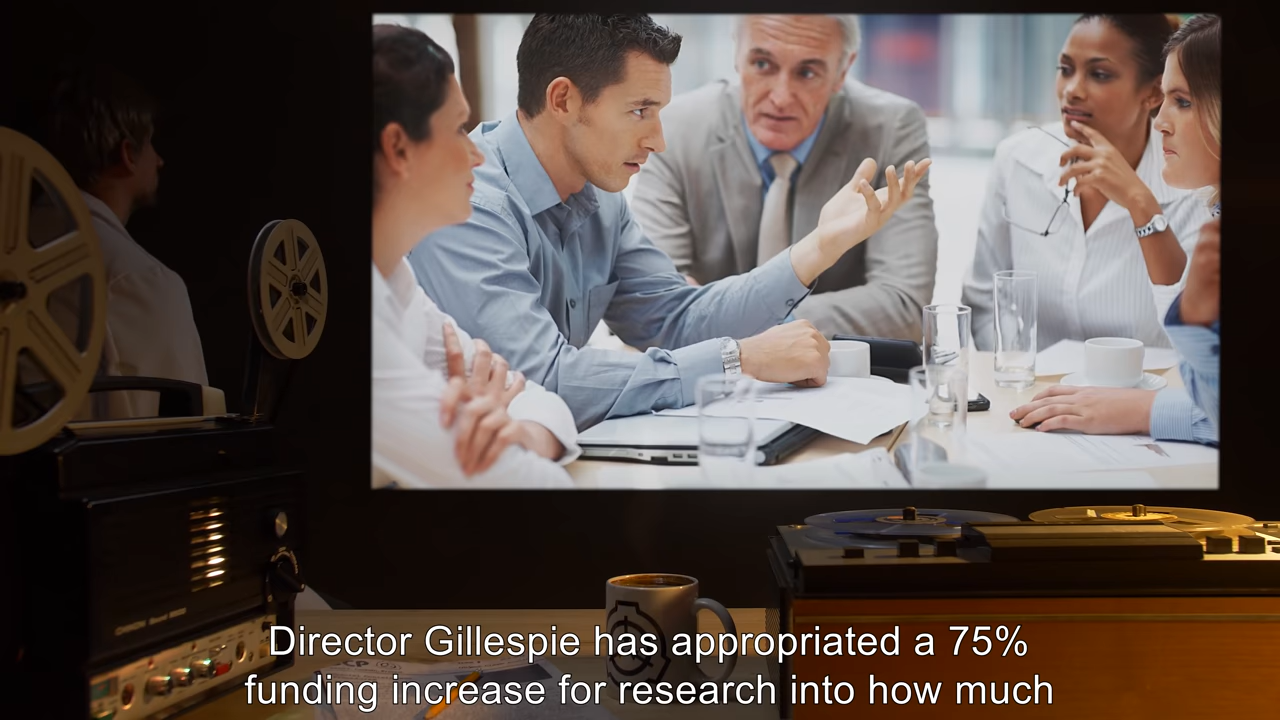 Director Gillespie has appropriated a 75%
funding increase for research into how much